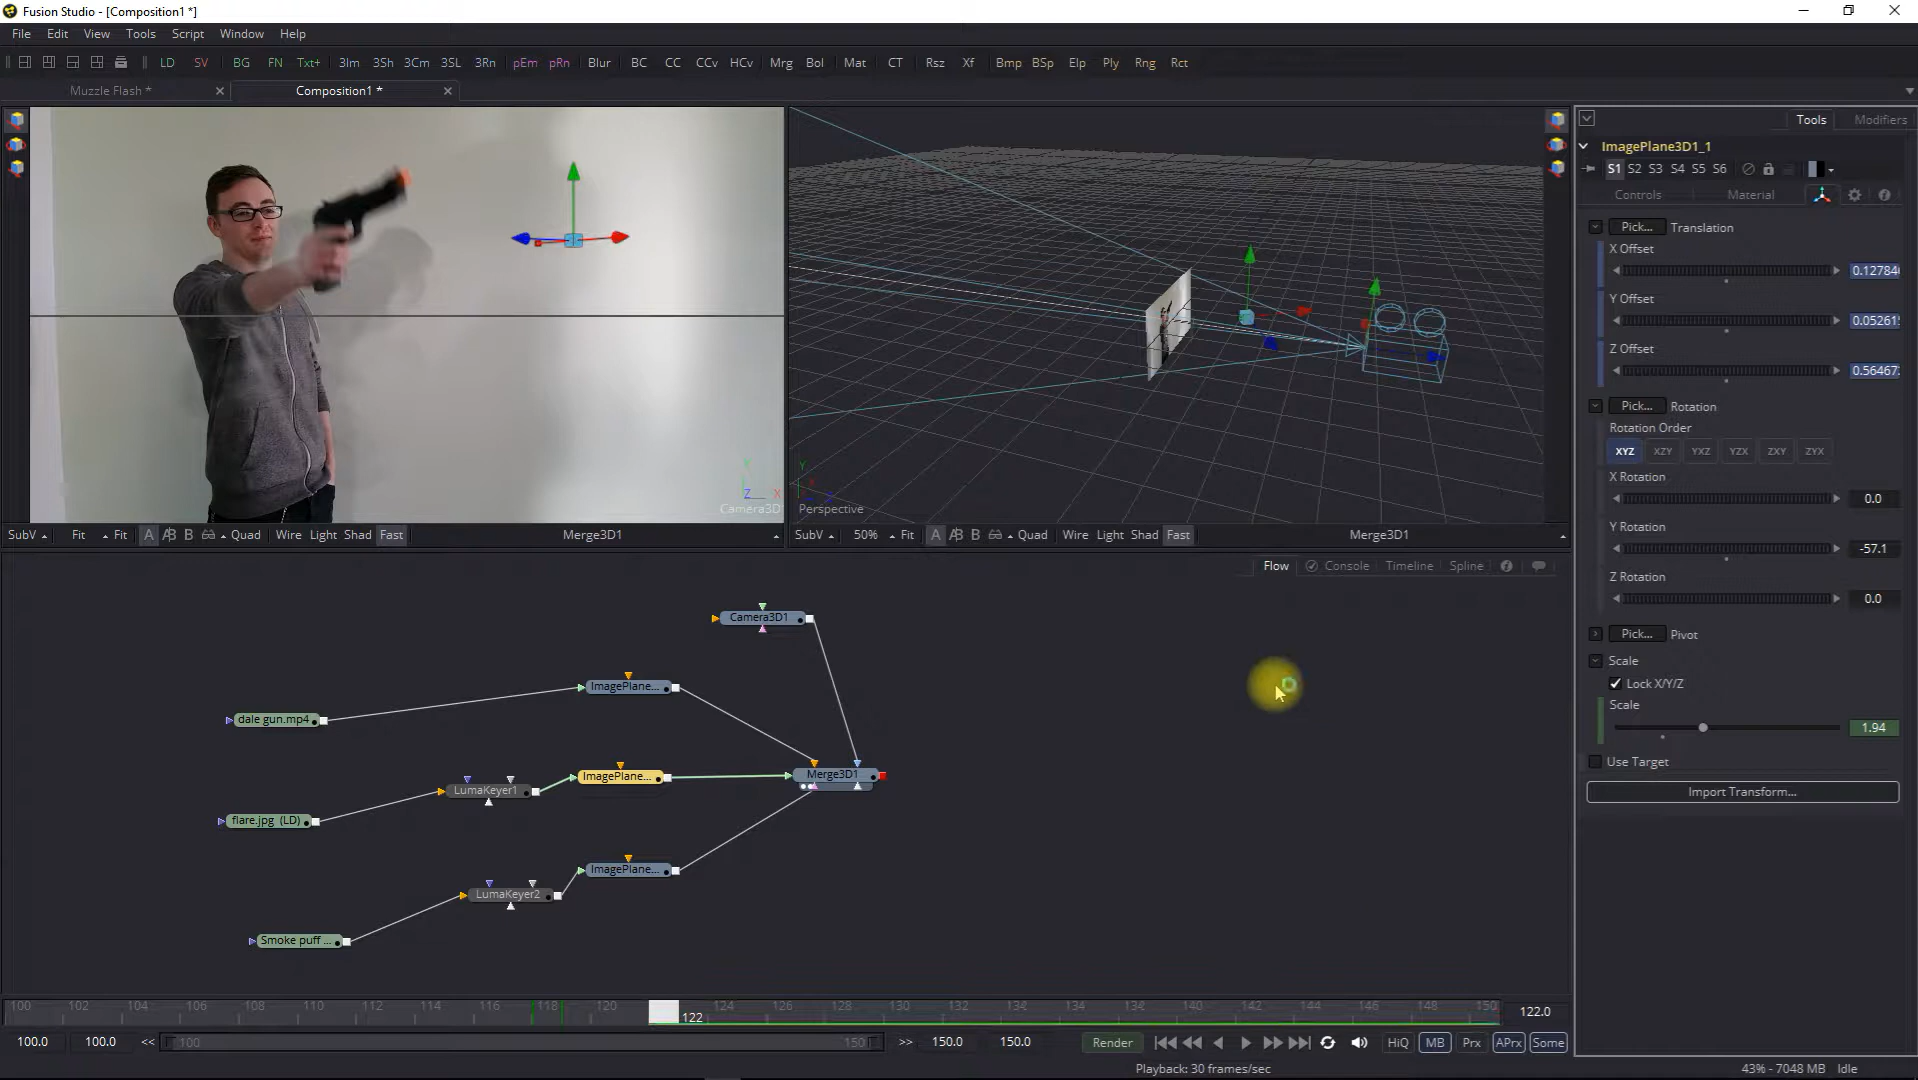 Fusion Studio - [Composition1 *]
File Edit View Tools Script Window Help
LD SV BG FN Txt+ 3Im 3Sh 3Cm 3SL 3Rn pEm pRn Blur BC CC CCv HCv Mrg Bol Mat CT Rsz Xf Bmp BSp Elp Ply Rng Rct
Muzzle Flash * Composition1 *
Y
Z X
Camera3D
Y
Perspective
SubV Fit Fit A B Quad Wire Light Shad Fast Merge3D1
SubV 50% Fit A B Quad Wire Light Shad Fast Merge3D1
Flow Console Timeline Spline
Camera3D1
ImagePlane...
dale gun.mp4
ImagePlane...
Merge3D1
LumaKeyer1
flare.jpg (LD)
ImagePlane...
LumaKeyer2
Smoke puff ...
100 102 104 106 108 110 112 114 116 118 120 122 124 126 128 130 132 134 136 138 140 142 144 146 148 150 122.0
100.0 100.0 << 100 150 >> 150.0 150.0 Render HiQ MB Prx APrx Some
Playback: 30 frames/sec 43% - 7048 MB Idle
Tools Modifiers
ImagePlane3D1_1
S1 S2 S3 S4 S5 S6
Controls Material
Pick... Translation
X Offset
0.12784
Y Offset
0.05261
Z Offset
0.56467
Pick... Rotation
Rotation Order
XYZ XZY YXZ YZX ZXY ZYX
X Rotation
0.0
Y Rotation
-57.1
Z Rotation
0.0
Pick... Pivot
Scale
Lock X/Y/Z
Scale
1.94
Use Target
Import Transform...